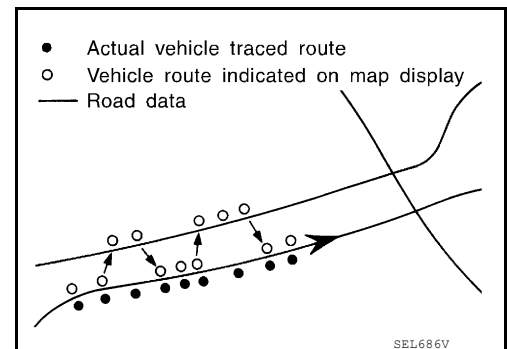 Actual vehicle traced route
Vehicle route indicated on map display
Road data
SEL686V